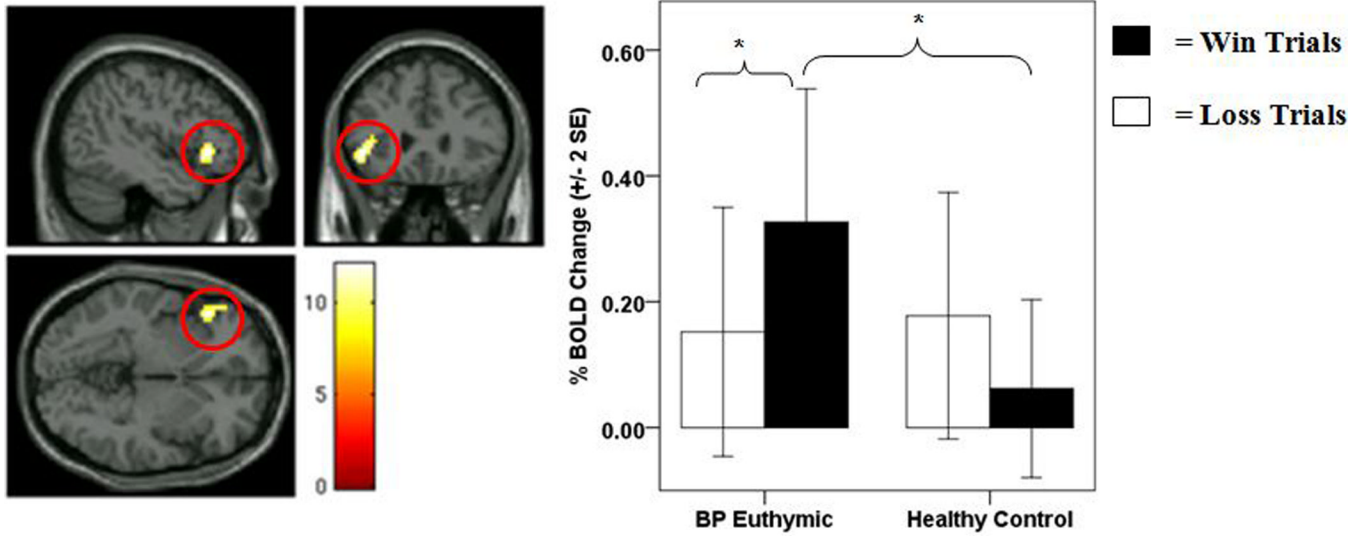 10
5
0
% BOLD Change (+/- 2 SE)
0.60
0.40
0.20
0.00
*
*
BP Euthymic
Healthy Control
= Win Trials
= Loss Trials